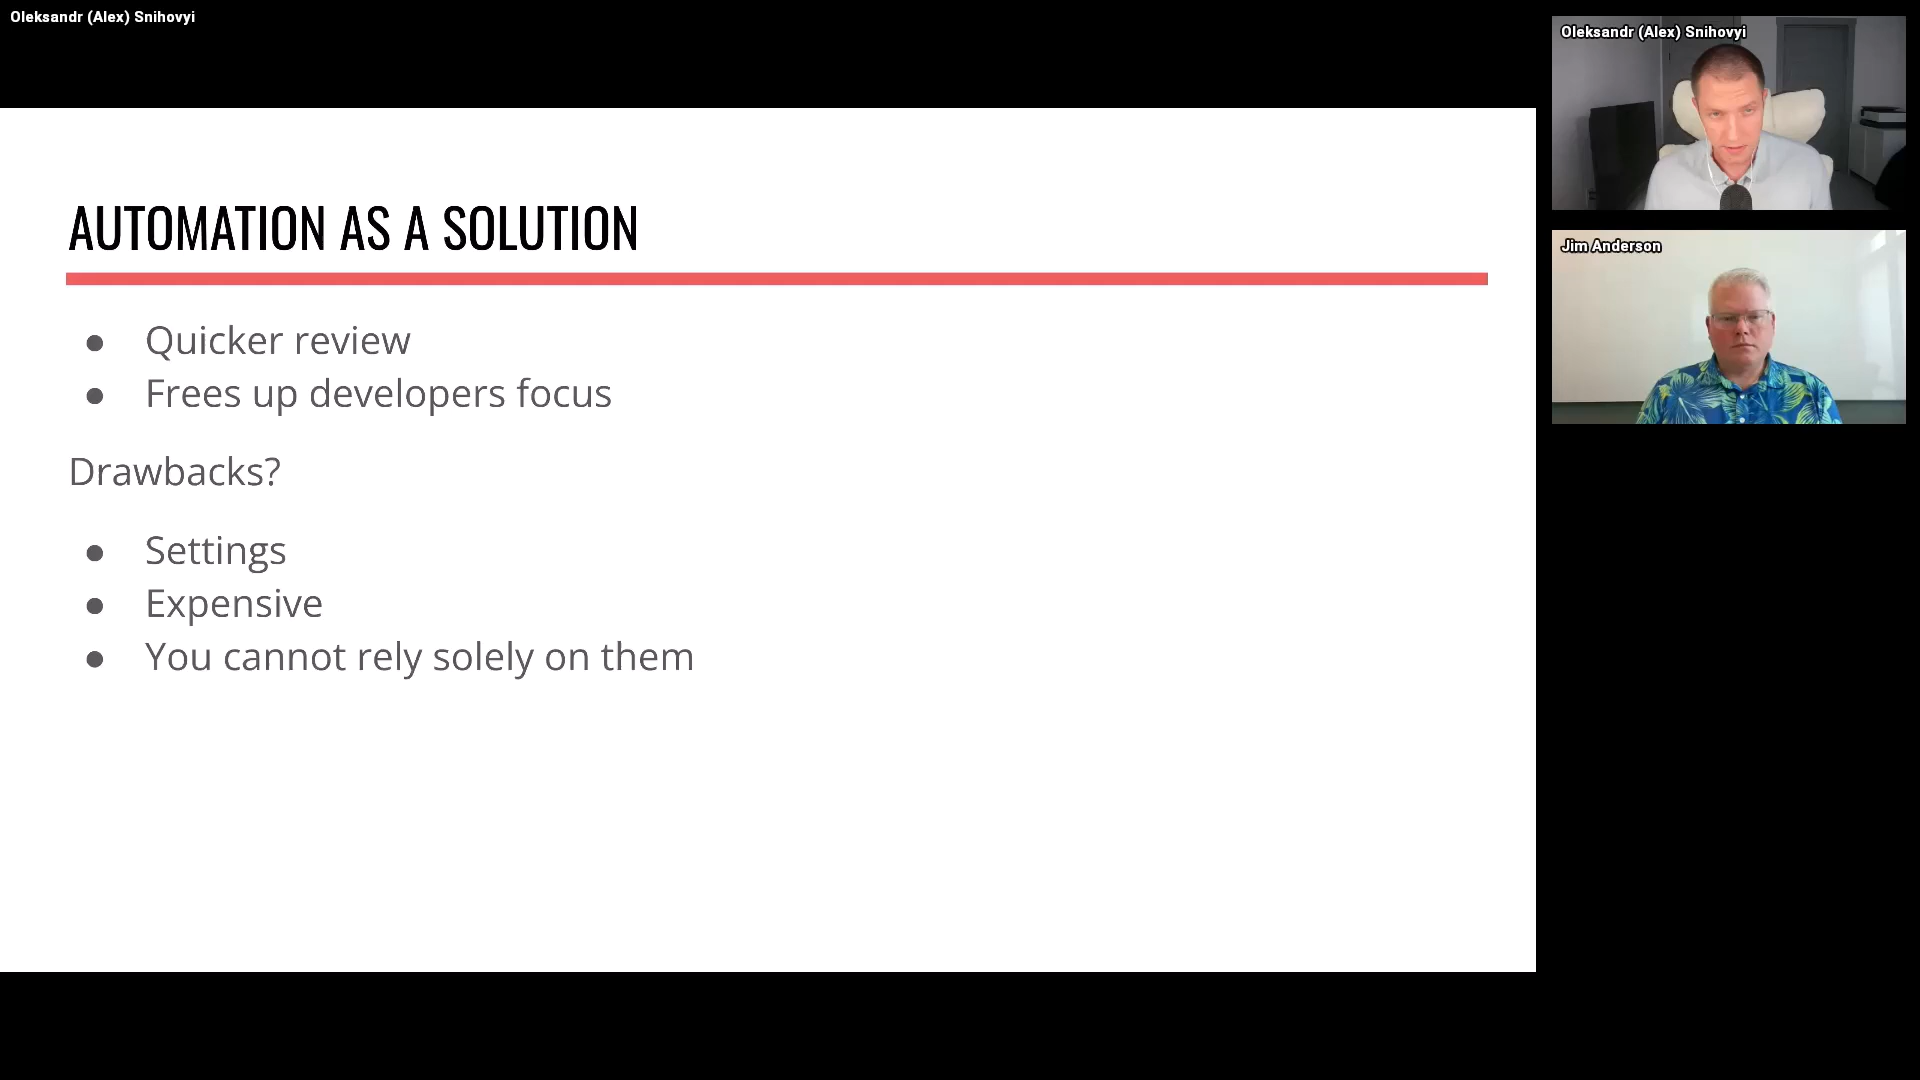 Oleksandr (Alex) Snihovyi
AUTOMATION AS A SOLUTION
● Quicker review
● Frees up developers focus
Drawbacks?
● Settings
● Expensive
● You cannot rely solely on them
Oleksandr (Alex) Snihovyi
Jim Anderson